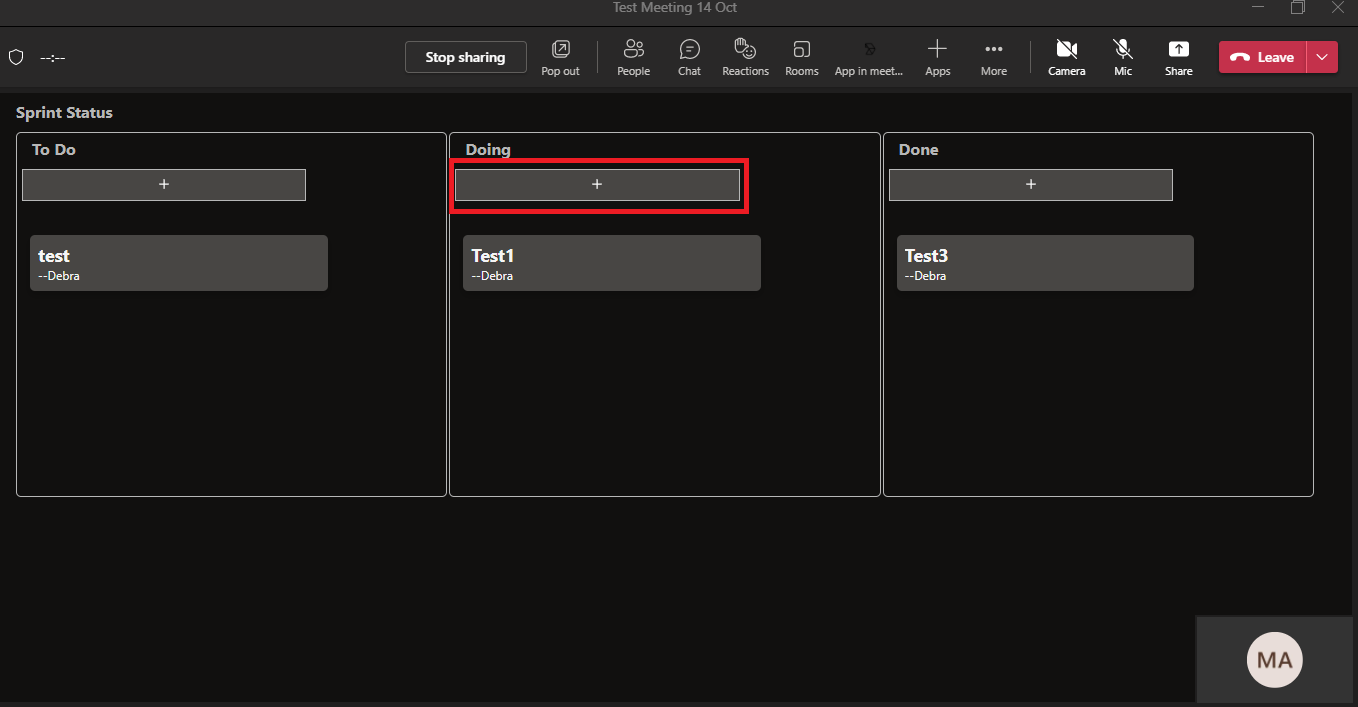 Test Meeting 14 Oct
--:--
Stop sharing
Pop out
People
Chat
Reactions
Rooms
App in meet...
Apps
More
Camera
Mic
Share
Leave
Sprint Status
To Do
+
test
--Debra
Doing
+
Test1
--Debra
Done
+
Test3
--Debra
MA